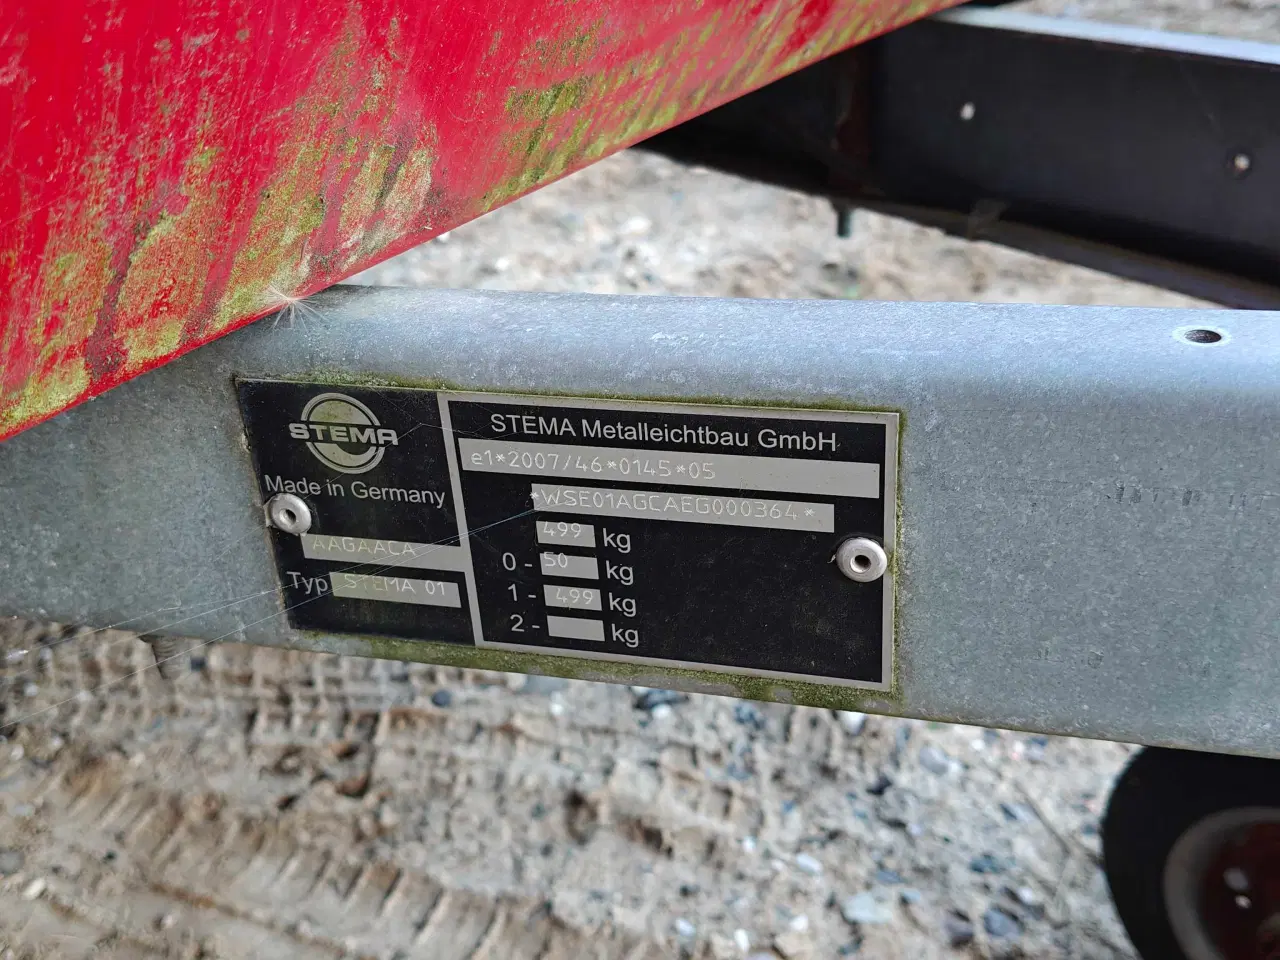 STEMA
Made in Germany
AAGAACA
Typ STEMA 01
STEMA Metalleichtbau GmbH
e1*2007/46*0145*05
*WSE01AGCAEG000364*
499 kg
0 - 50 kg
1 - 499 kg
2 - kg